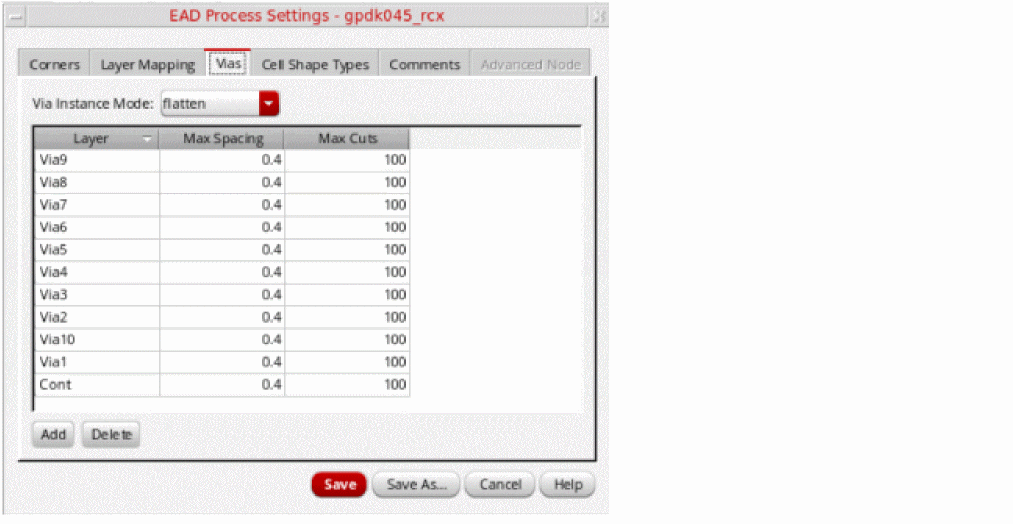 EAD Process Settings - gpdk045_rcx
Corners Layer Mapping Vias Cell Shape Types Comments Advanced Node
Via Instance Mode: flatten
Layer Max Spacing Max Cuts
Via9 0.4 100
Via8 0.4 100
Via7 0.4 100
Via6 0.4 100
Via5 0.4 100
Via4 0.4 100
Via3 0.4 100
Via2 0.4 100
Via10 0.4 100
Via1 0.4 100
Cont 0.4 100
Add Delete
Save Save As... Cancel Help